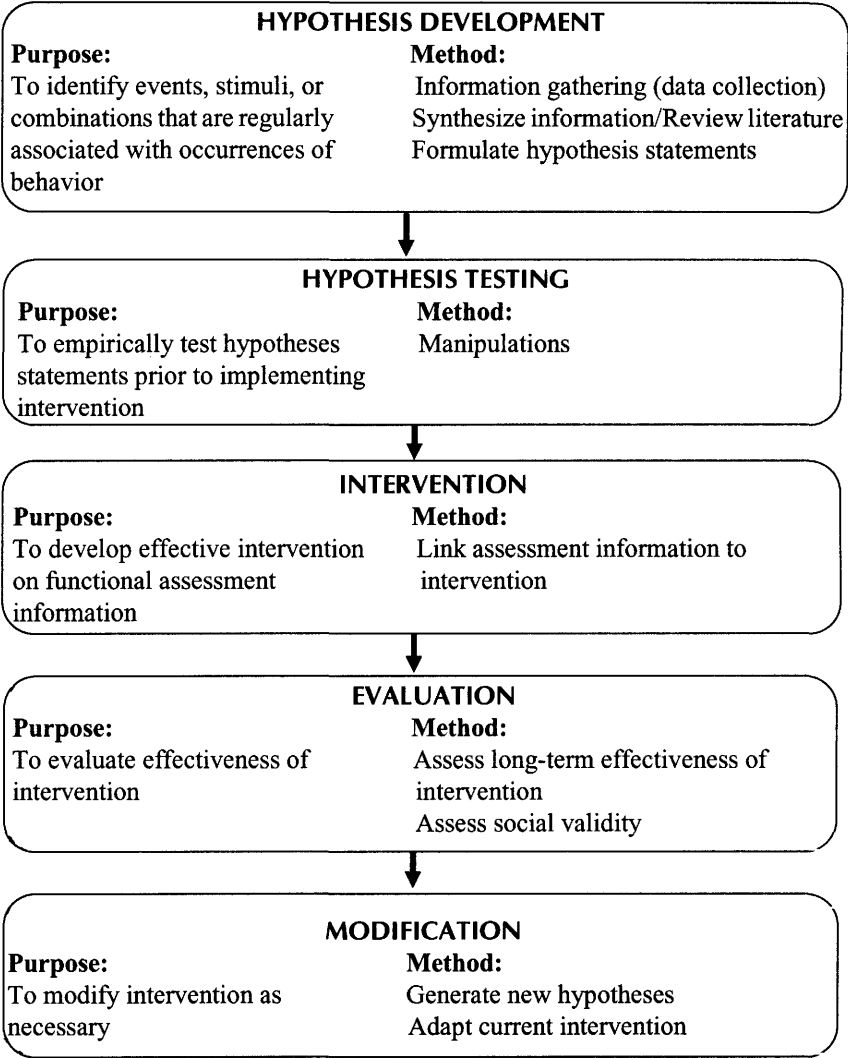 HYPOTHESIS DEVELOPMENT
Purpose:
To identify events, stimuli, or
combinations that are regularly
associated with occurrences of
behavior
Method:
Information gathering (data collection)
Synthesize information/Review literature
Formulate hypothesis statements
HYPOTHESIS TESTING
Purpose:
To empirically test hypotheses
statements prior to implementing
intervention
Method:
Manipulations
INTERVENTION
Purpose:
To develop effective intervention
on functional assessment
information
Method:
Link assessment information to
intervention
EVALUATION
Purpose:
To evaluate effectiveness of
intervention
Method:
Assess long-term effectiveness of
intervention
Assess social validity
MODIFICATION
Purpose:
To modify intervention as
necessary
Method:
Generate new hypotheses
Adapt current intervention